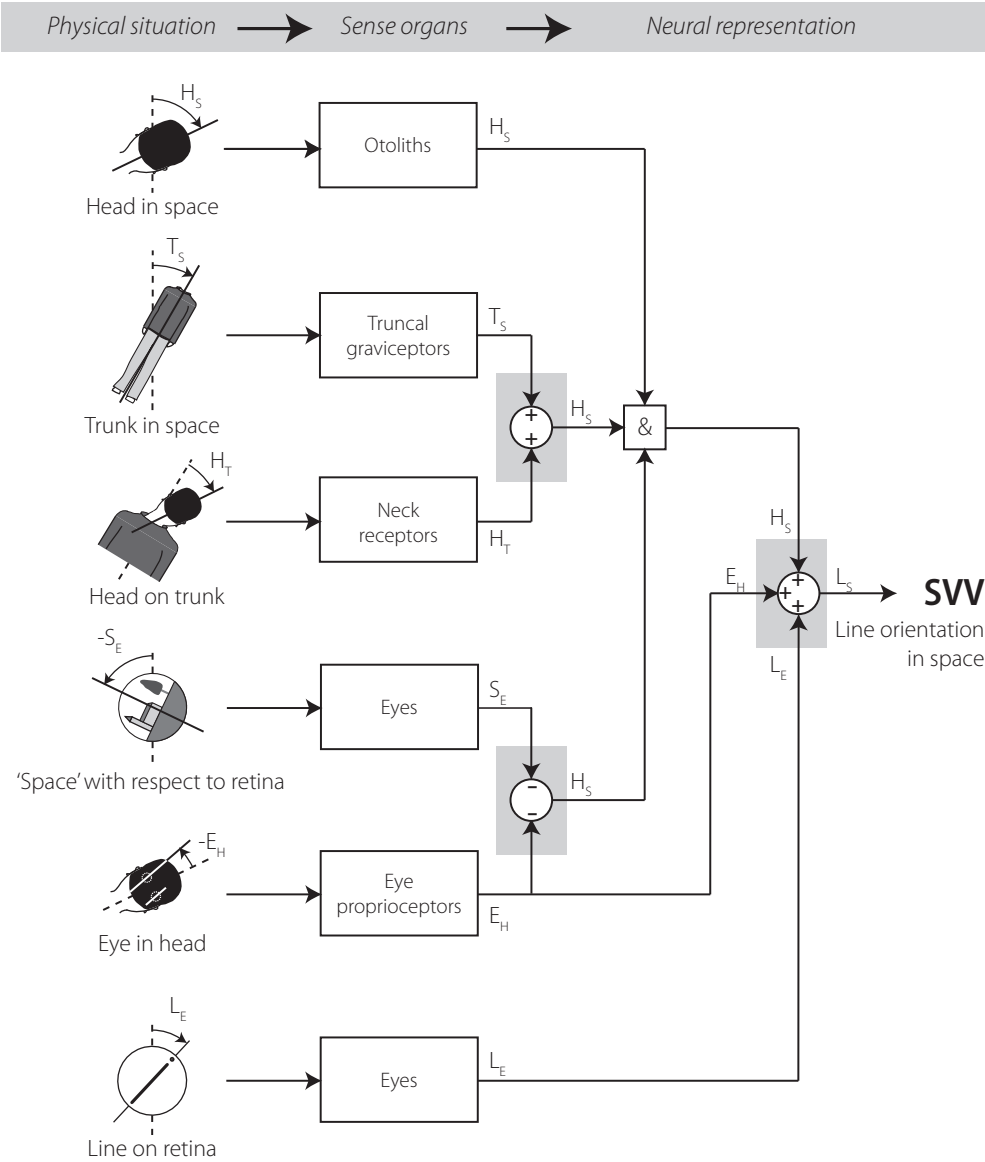 Physical situation Sense organs Neural representation
H_S
Otoliths
H_S
Head in space
T_S
Truncal
graviceptors
T_S
+
+
H_S
&
Trunk in space
H_T
Neck
receptors
H_T
Head on trunk
H_S
E_H
+
+
+
L_S
SVV
Line orientation
in space
L_E
-S_E
Eyes
S_E
-
-
H_S
'Space' with respect to retina
-E_H
Eye
proprioceptors
E_H
Eye in head
L_E
Eyes
L_E
Line on retina